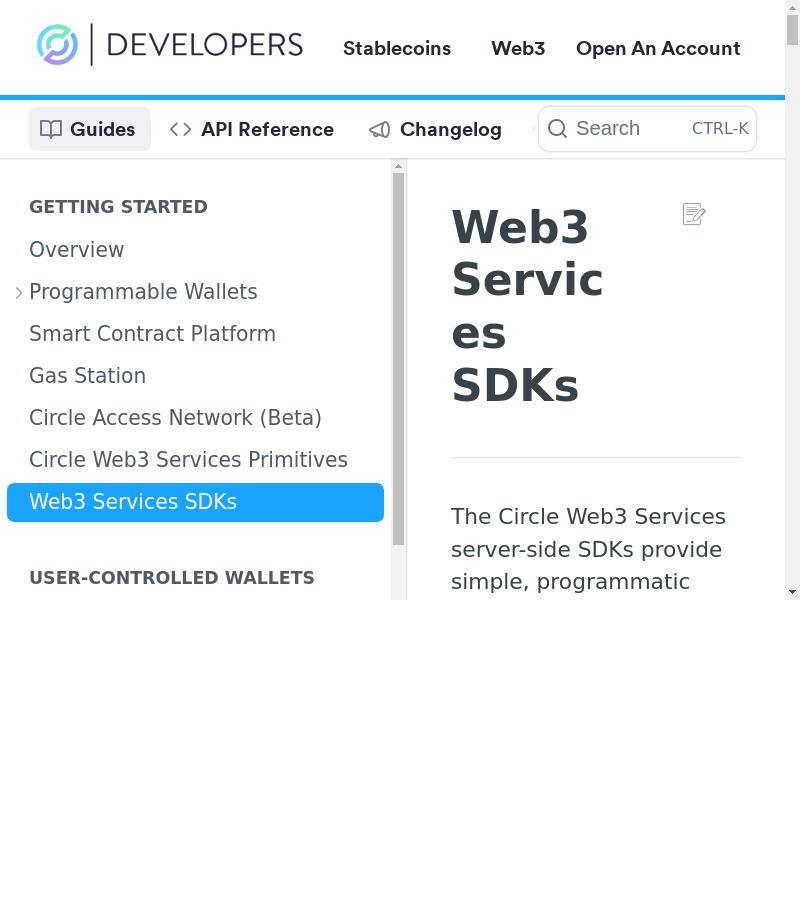 DEVELOPERS
Stablecoins
Web3
Open An Account
Guides
API Reference
Changelog
Search
CTRL-K
GETTING STARTED
Overview
Programmable Wallets
Smart Contract Platform
Gas Station
Circle Access Network (Beta)
Circle Web3 Services Primitives
Web3 Services SDKs
USER-CONTROLLED WALLETS
Web3
Servic
es
SDKs
The Circle Web3 Services
server-side SDKs provide
simple, programmatic